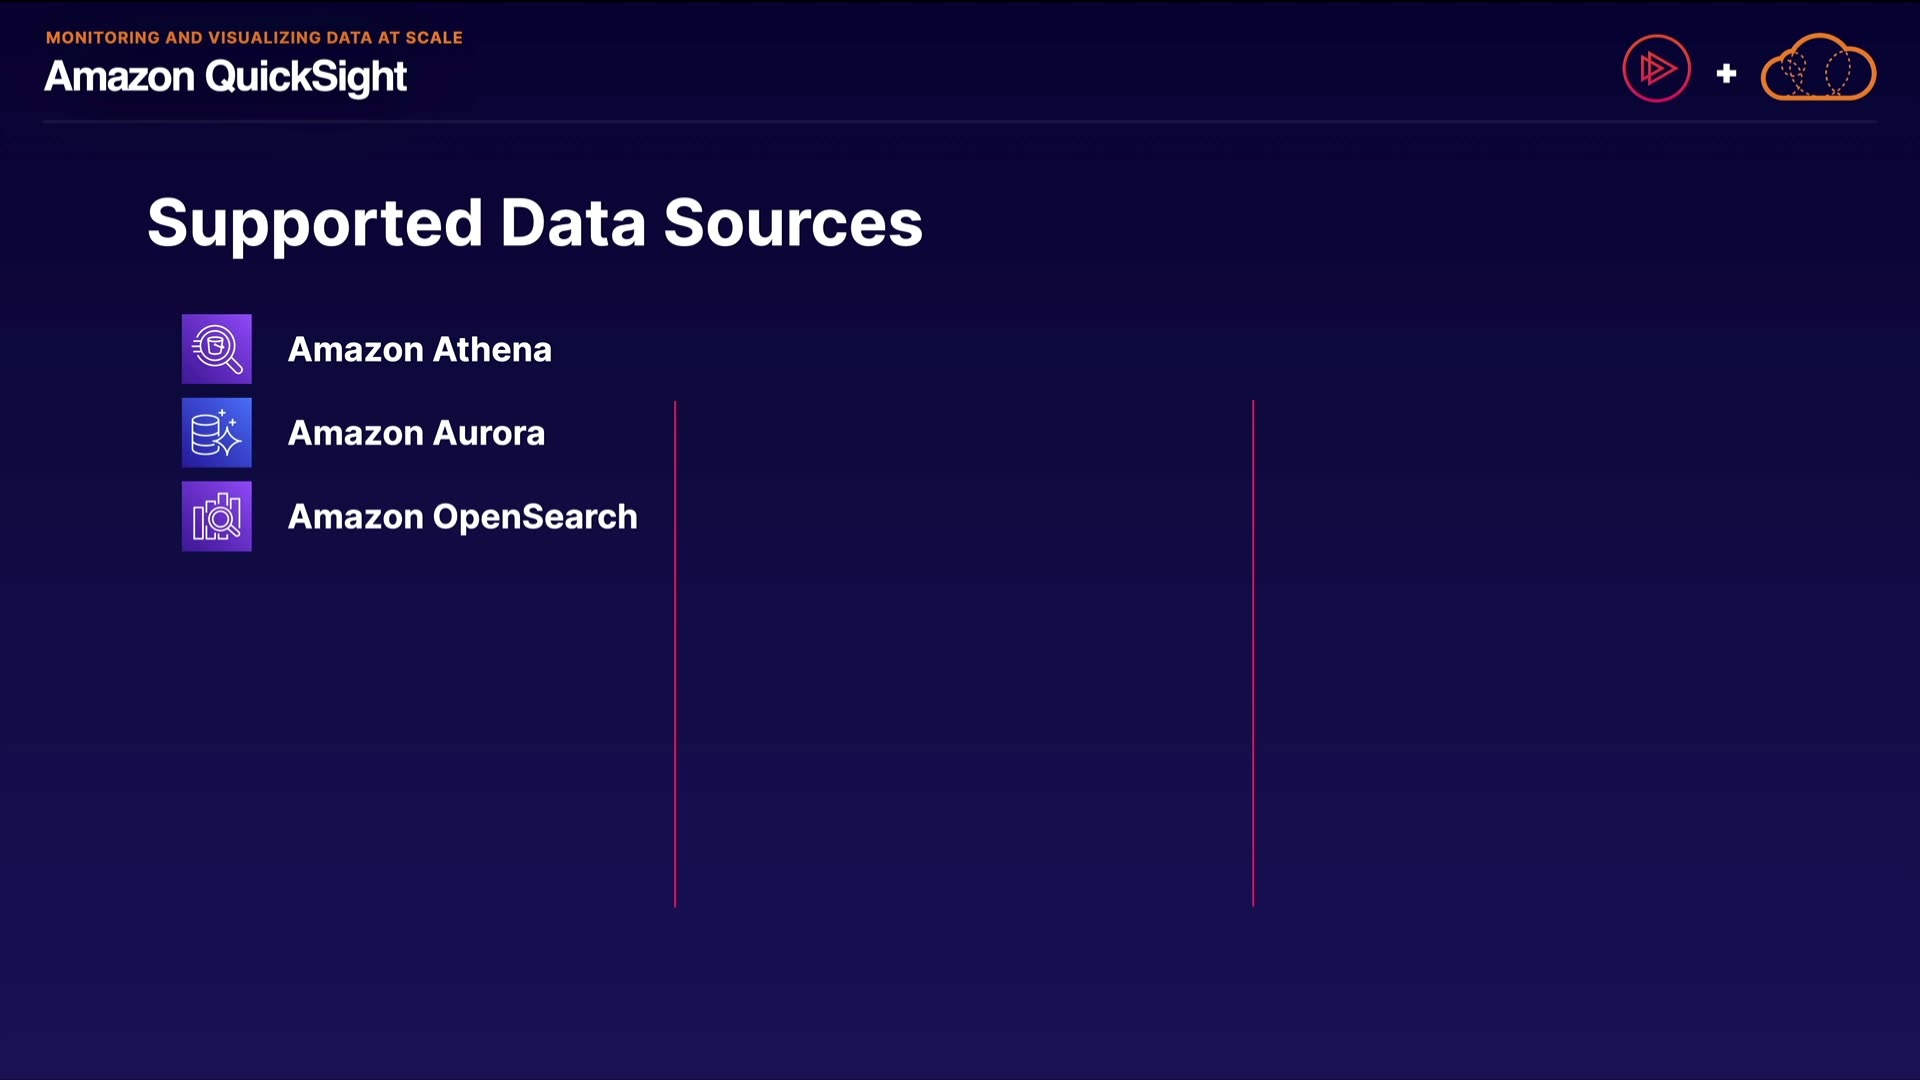 MONITORING AND VISUALIZING DATA AT SCALE
Amazon QuickSight
Supported Data Sources
Amazon Athena
Amazon Aurora
Amazon OpenSearch